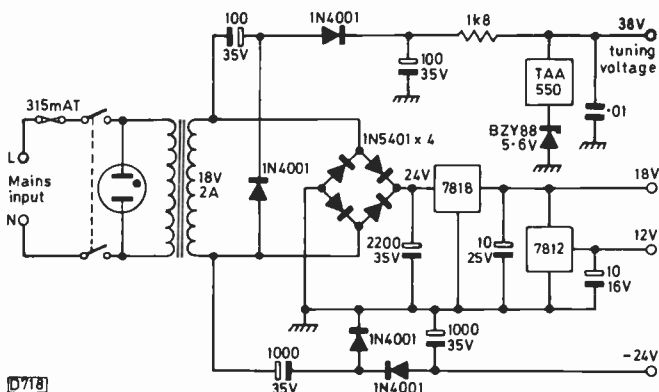 100
35V
1N4001
1k8
38V
tuning
voltage
100
35V
TAA
550
·01
BZY88
5·6V
315mAT
L
Mains
input
N
18V
2A
1N4001
1N5401 × 4
24V
7818
18V
2200
35V
10
25V
7812
12V
10
16V
1N4001
1000
35V
1000
35V
1N4001
-24V
D718